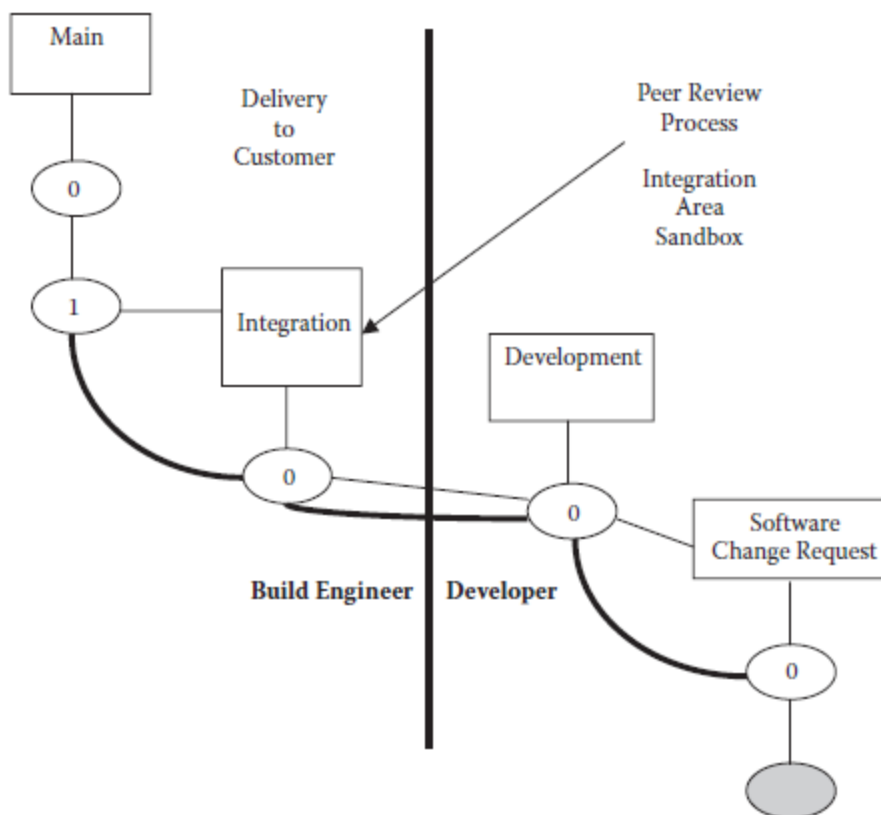 Main
Delivery
to
Customer
Peer Review
Process
Integration
Area
Sandbox
0
1
Integration
Development
0
0
Software
Change Request
Build Engineer
Developer
0